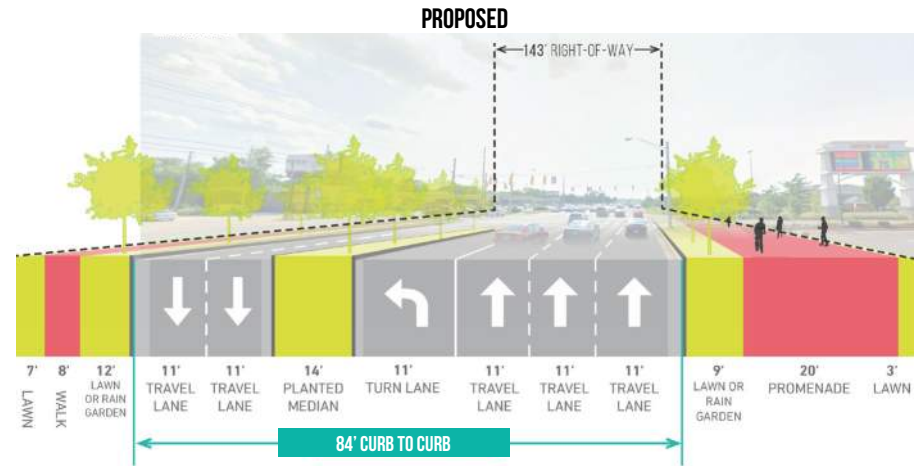 PROPOSED
143' RIGHT-OF-WAY
7'
LAWN
8'
WALK
12'
LAWN
OR RAIN
GARDEN
11'
TRAVEL
LANE
11'
TRAVEL
LANE
14'
PLANTED
MEDIAN
11'
TURN LANE
11'
TRAVEL
LANE
11'
TRAVEL
LANE
11'
TRAVEL
LANE
9'
LAWN OR
RAIN
GARDEN
20'
PROMENADE
3'
LAWN
84' CURB TO CURB